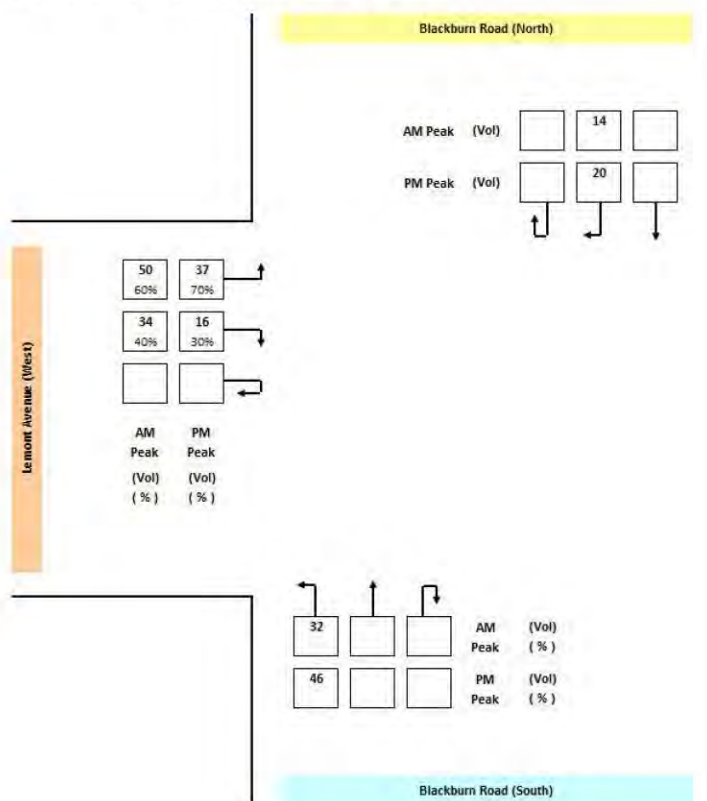 Blackburn Road (North)
AM Peak (Vol) 14
PM Peak (Vol) 20
50 37
60% 70%
34 16
40% 30%
Lemont Avenue (West)
AM PM
Peak Peak
(Vol) (Vol)
( % ) ( % )
32 AM (Vol)
Peak ( % )
46 PM (Vol)
Peak ( % )
Blackburn Road (South)